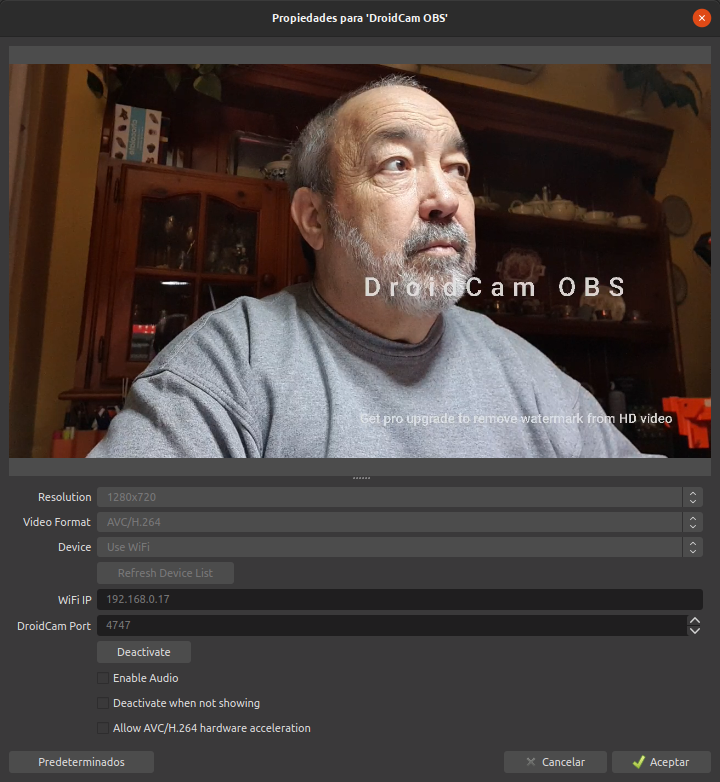 Propiedades para 'DroidCam OBS'
DroidCam OBS
Get pro upgrade to remove watermark from HD video
Resolution 1280x720
Video Format AVC/H.264
Device Use WiFi
Refresh Device List
WiFi IP 192.168.0.17
DroidCam Port 4747
Deactivate
Enable Audio
Deactivate when not showing
Allow AVC/H.264 hardware acceleration
Predeterminados Cancelar Aceptar